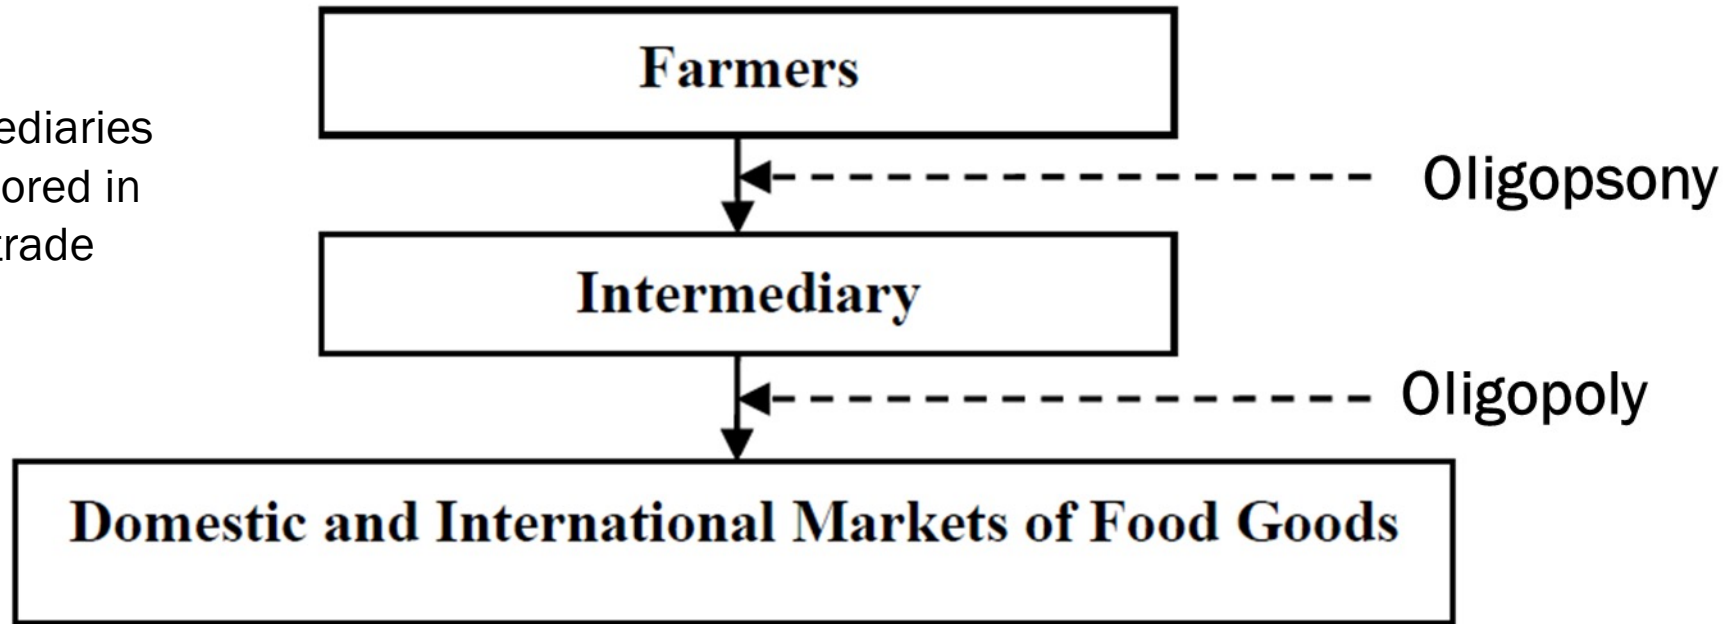 Farmers
ediaries
ored in
trade
Oligopsony
Intermediary
Oligopoly
Domestic and International Markets of Food Goods